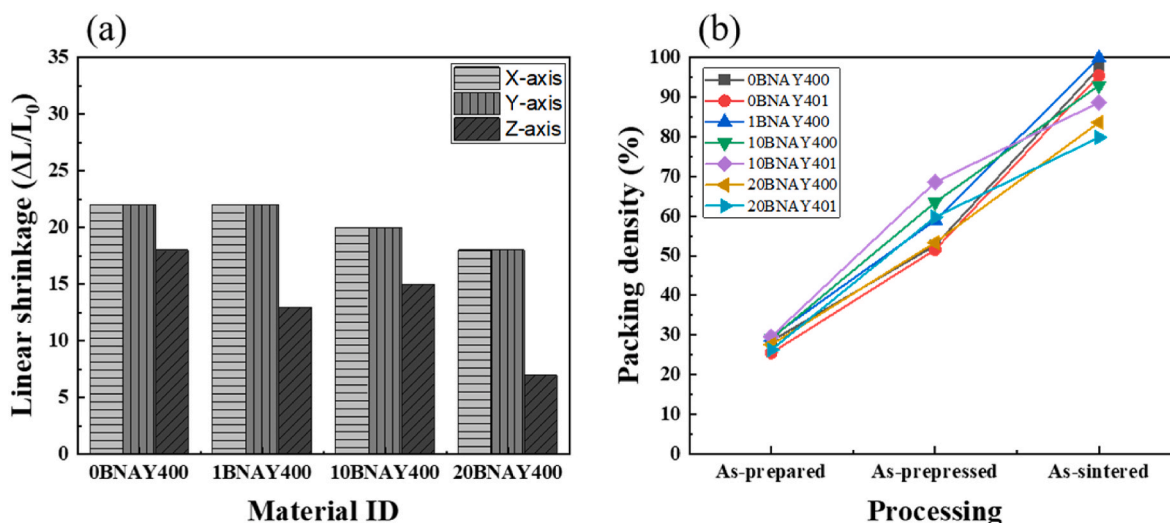 (a)
Linear shrinkage (ΔL/L₀)
35
30
25
20
15
10
5
0
X-axis
Y-axis
Z-axis
0BNAY400 1BNAY400 10BNAY400 20BNAY400
Material ID
(b)
Packing density (%)
100
90
80
70
60
50
40
30
20
10
0
0BNAY400
0BNAY401
1BNAY400
10BNAY400
10BNAY401
20BNAY400
20BNAY401
As-prepared As-prepressed As-sintered
Processing